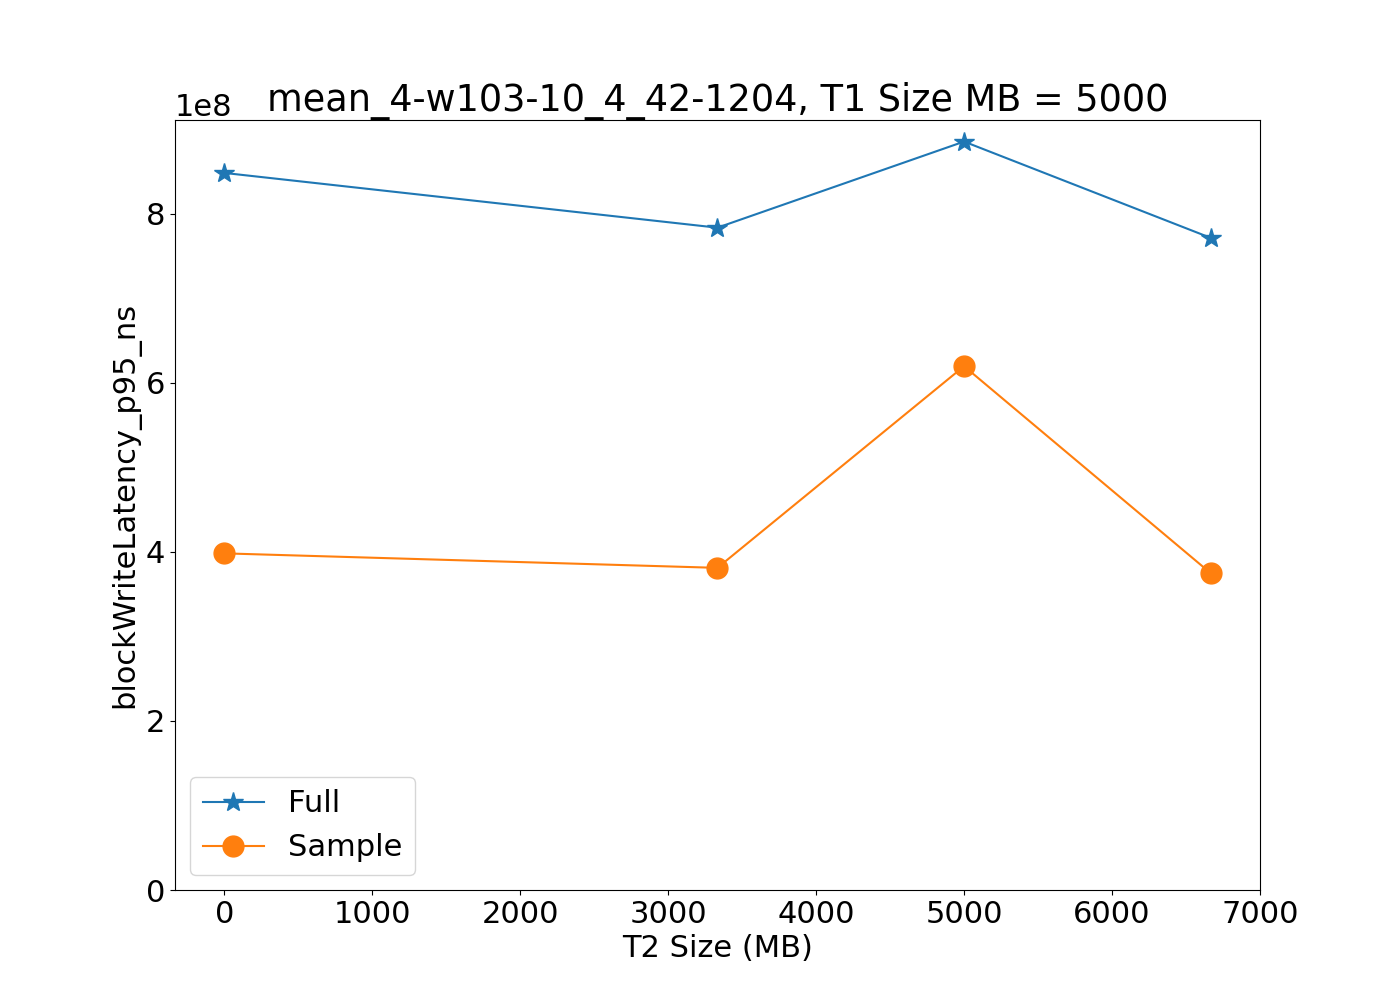 1e8
mean_4-w103-10_4_42-1204, T1 Size MB = 5000
blockWriteLatency_p95_ns
8
6
4
2
0
Full
Sample
0 1000 2000 3000 4000 5000 6000 7000
T2 Size (MB)